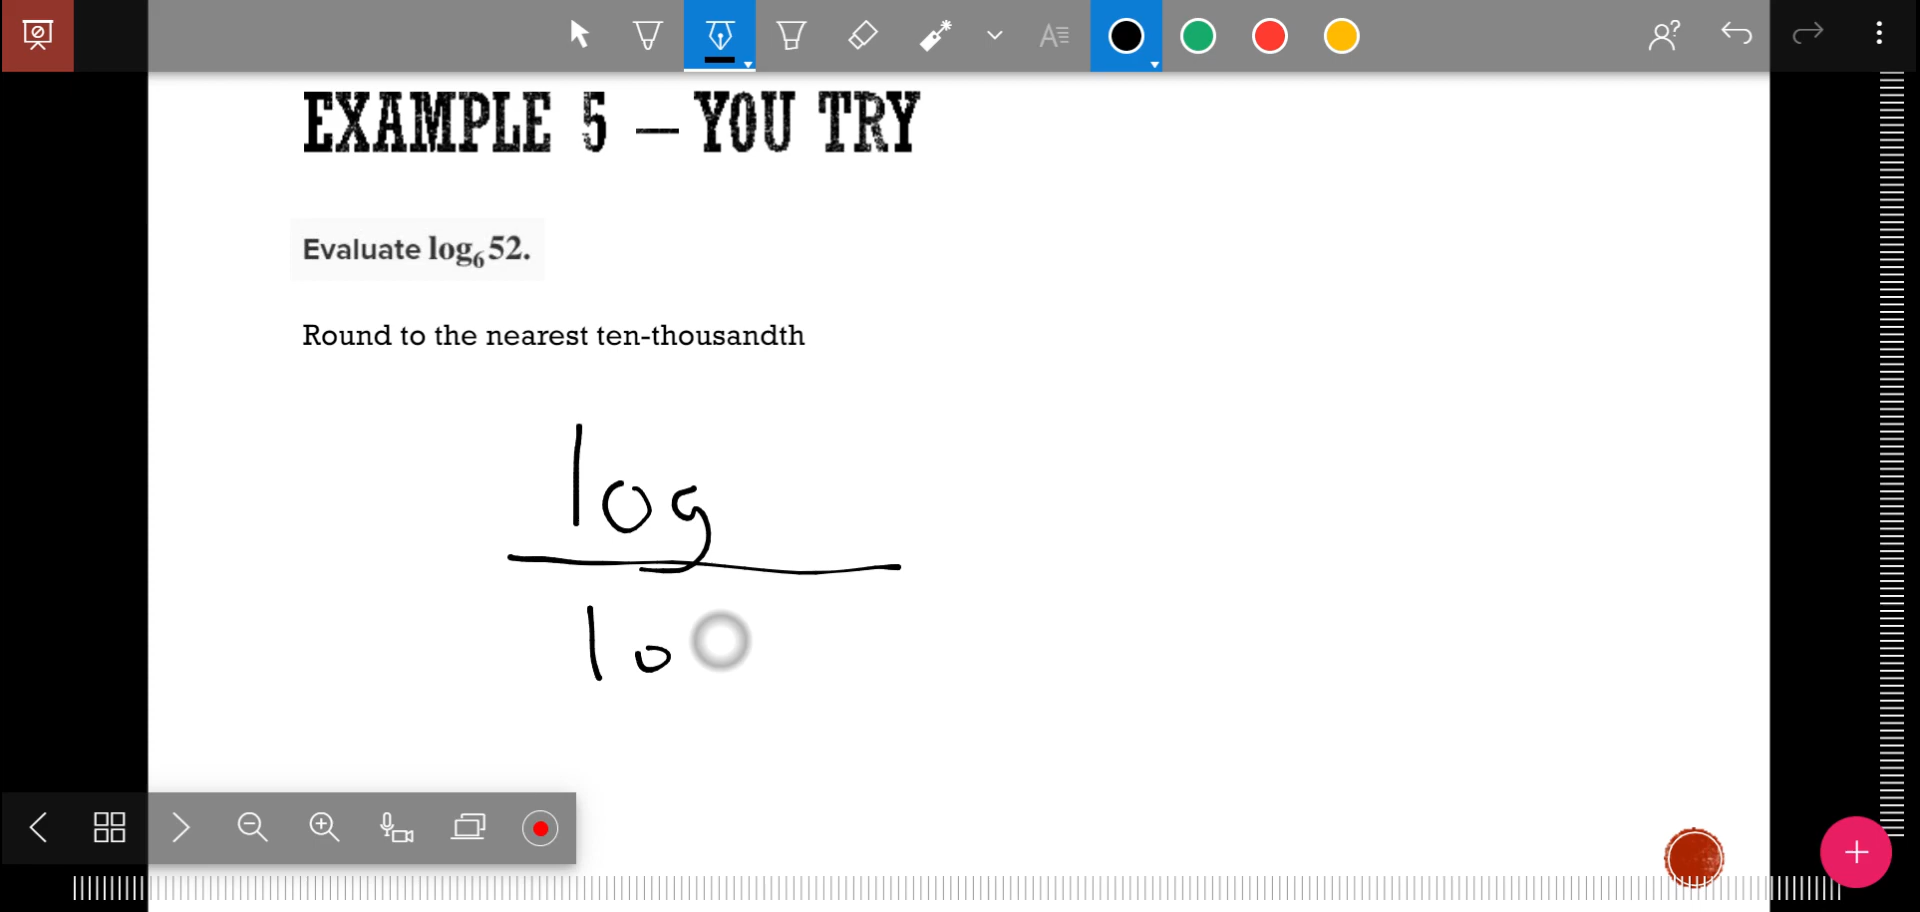 EXAMPLE 5 – YOU TRY
Evaluate log₆ 52.
Round to the nearest ten-thousandth
log
lo